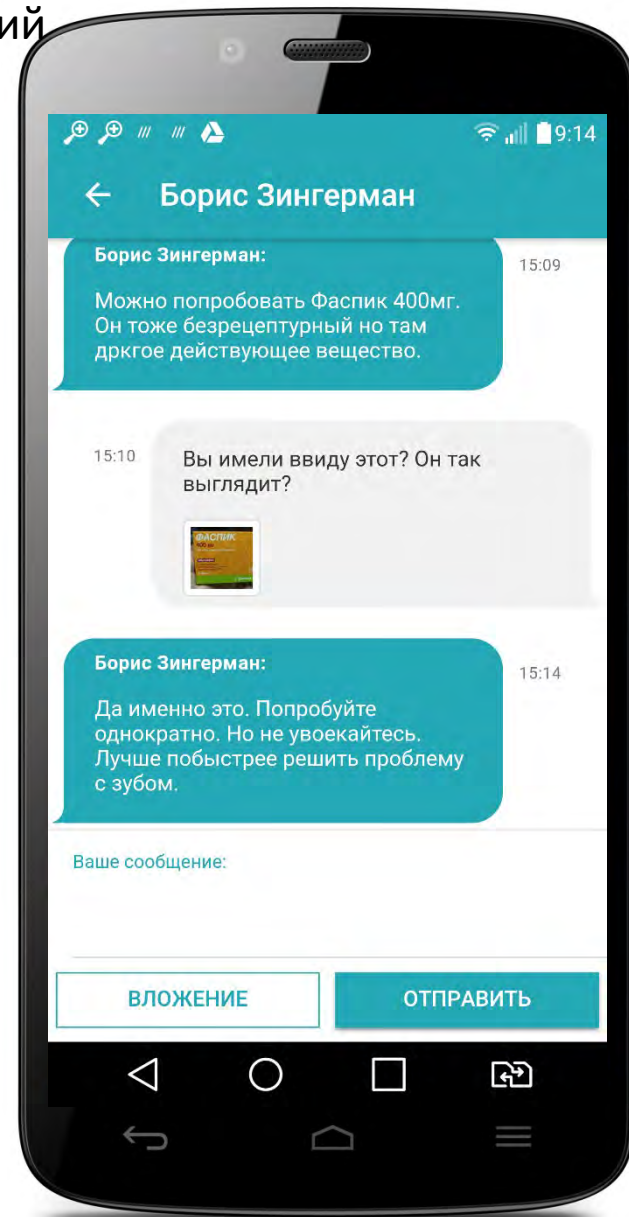 ий
9:14
Борис Зингерман
Борис Зингерман:
15:09
Можно попробовать Фаспик 400мг.
Он тоже безрецептурный но там
дркгое действующее вещество.
15:10
Вы имели ввиду этот? Он так
выглядит?
ФАСПИК
Борис Зингерман:
15:14
Да именно это. Попробуйте
однократно. Но не увоекайтесь.
Лучше побыстрее решить проблему
с зубом.
Ваше сообщение:
ВЛОЖЕНИЕ
ОТПРАВИТЬ